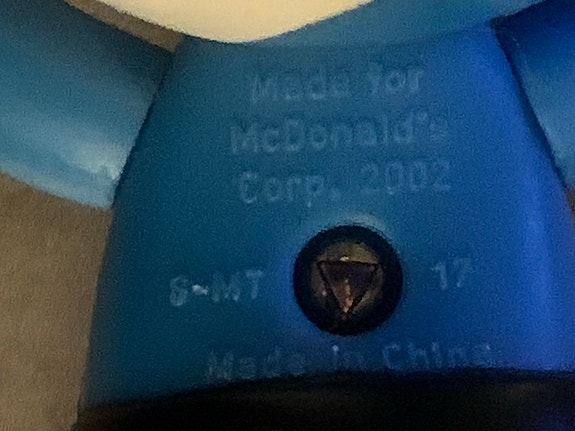 Made for
McDonald's
Corp. 2002
S-MT 17
Made in China